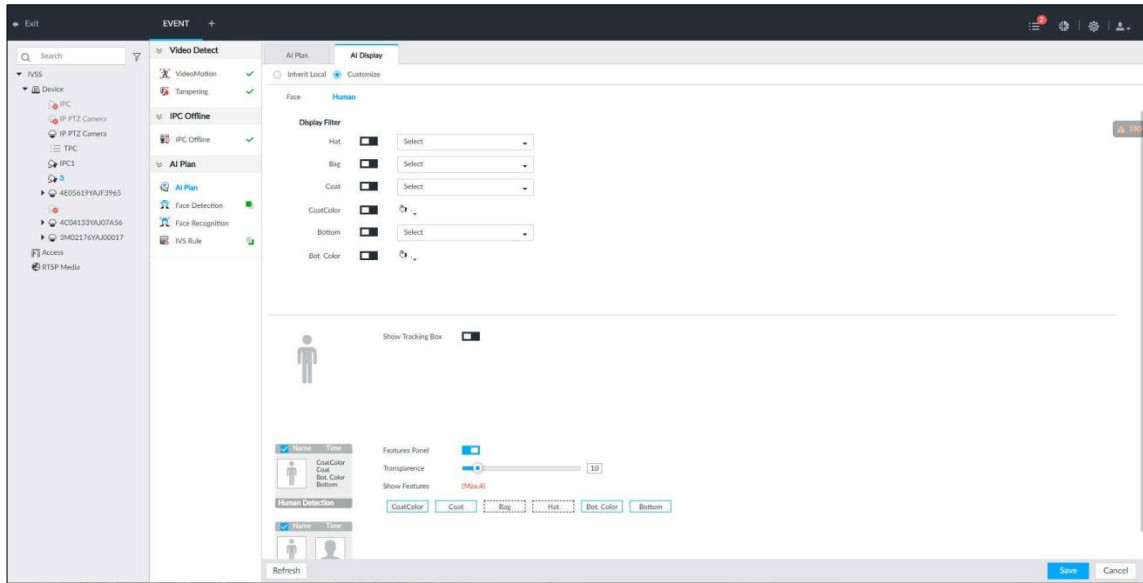 Exit
EVENT +
2
Search
IVSS
Device
IPC
IP PTZ Camera
IP PTZ Camera
TPC
IPC1
3
4E05619YAJF3965
4C04133YAJ07A56
3M02176YAJ00017
Access
RTSP Media
Video Detect
VideoMotion
Tampering
IPC Offline
IPC Offline
AI Plan
AI Plan
Face Detection
Face Recognition
IVS Rule
AI Plan AI Display
Inherit Local Customize
Face Human
Display Filter
Hat Select
Bag Select
Coat Select
CoatColor
Bottom Select
Bot. Color
190
Show Tracking Box
Name Time
CoatColor
Coat
Bot. Color
Bottom
Human Detection
Features Panel
Transparence 10
Show Features (Max:4)
CoatColor Coat Bag Hat Bot. Color Bottom
Name Time
Refresh Save Cancel